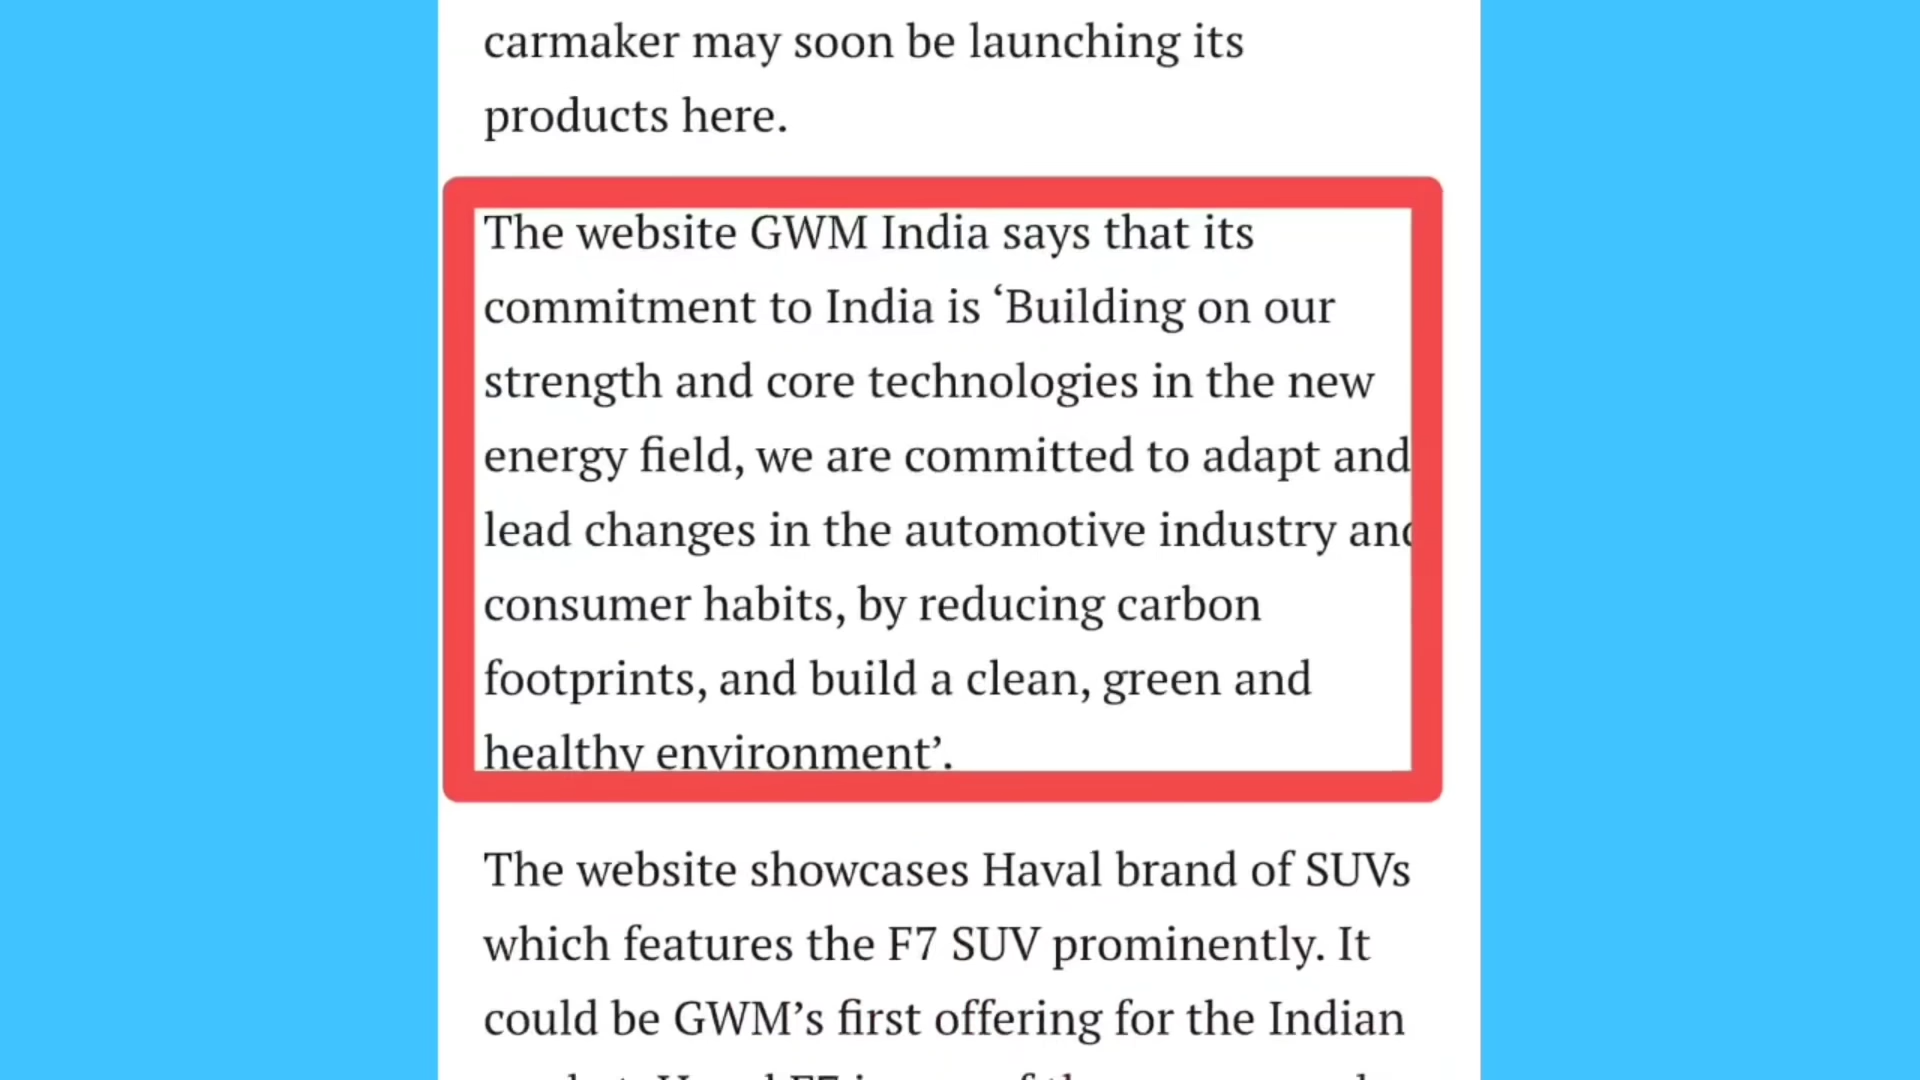 carmaker may soon be launching its
products here.
The website GWM India says that its
commitment to India is ‘Building on our
strength and core technologies in the new
energy field, we are committed to adapt and
lead changes in the automotive industry and
consumer habits, by reducing carbon
footprints, and build a clean, green and
healthy environment’.
The website showcases Haval brand of SUVs
which features the F7 SUV prominently. It
could be GWM’s first offering for the Indian